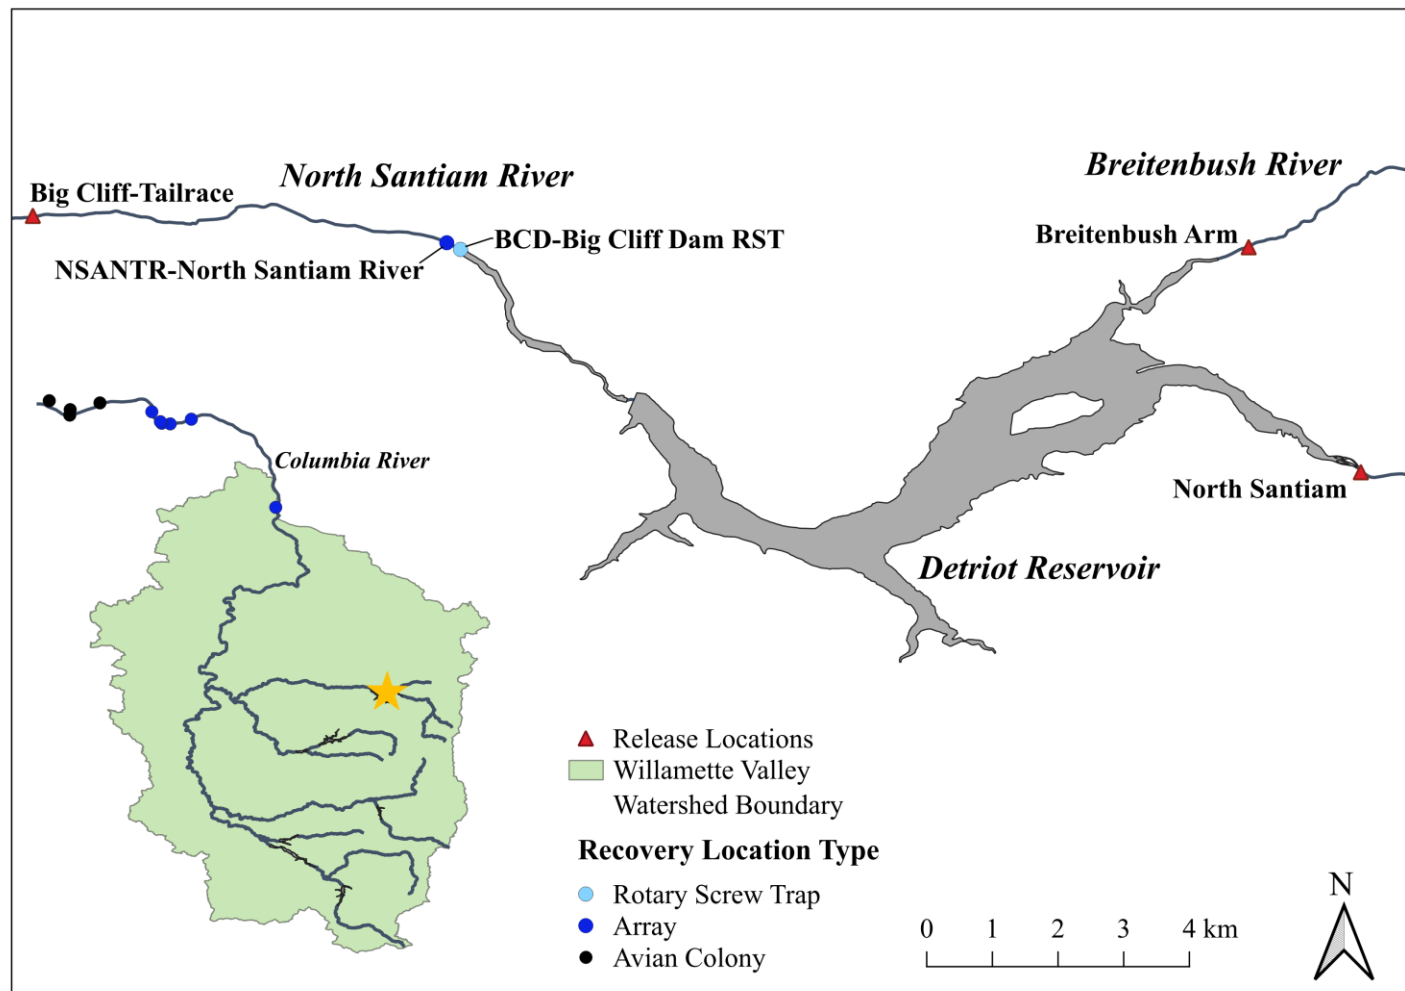 North Santiam River
Breitenbush River
Big Cliff-Tailrace
BCD-Big Cliff Dam RST
Breitenbush Arm
NSANTR-North Santiam River
Columbia River
North Santiam
Detriot Reservoir
Release Locations
Willamette Valley
Watershed Boundary
Recovery Location Type
Rotary Screw Trap
Array
Avian Colony
0 1 2 3 4 km
N